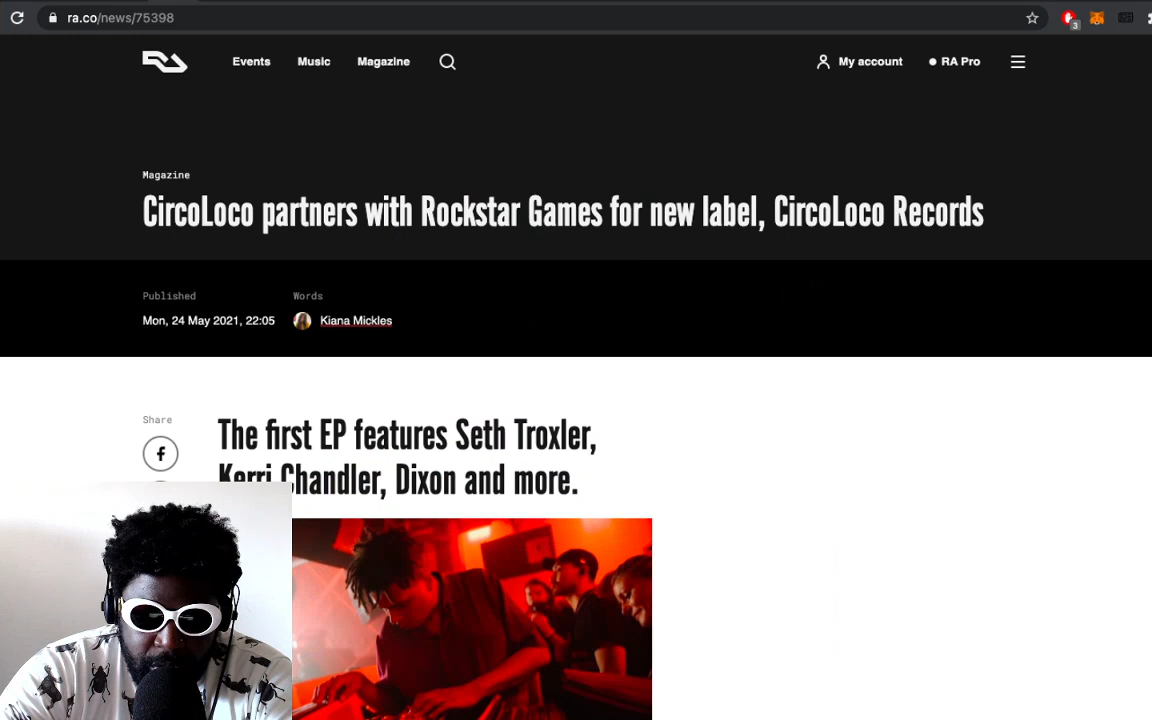 ra.co/news/75398
3
Events Music Magazine My account RA Pro
Magazine
CircoLoco partners with Rockstar Games for new label, CircoLoco Records
Published Words
Mon, 24 May 2021, 22:05 Kiana Mickles
Share
The first EP features Seth Troxler,
Kerri Chandler, Dixon and more.